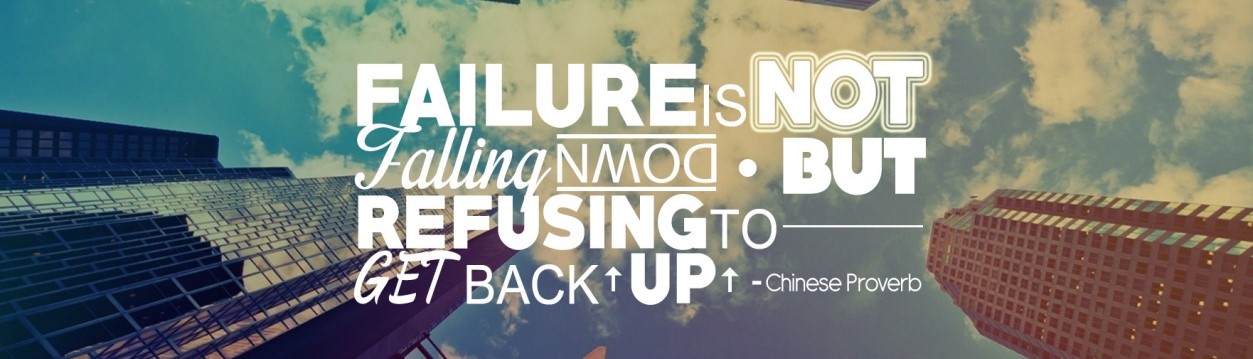 FAILURE IS NOT
Falling DOWN • BUT
REFUSING TO
GET BACK ↑ UP ↑ - Chinese Proverb